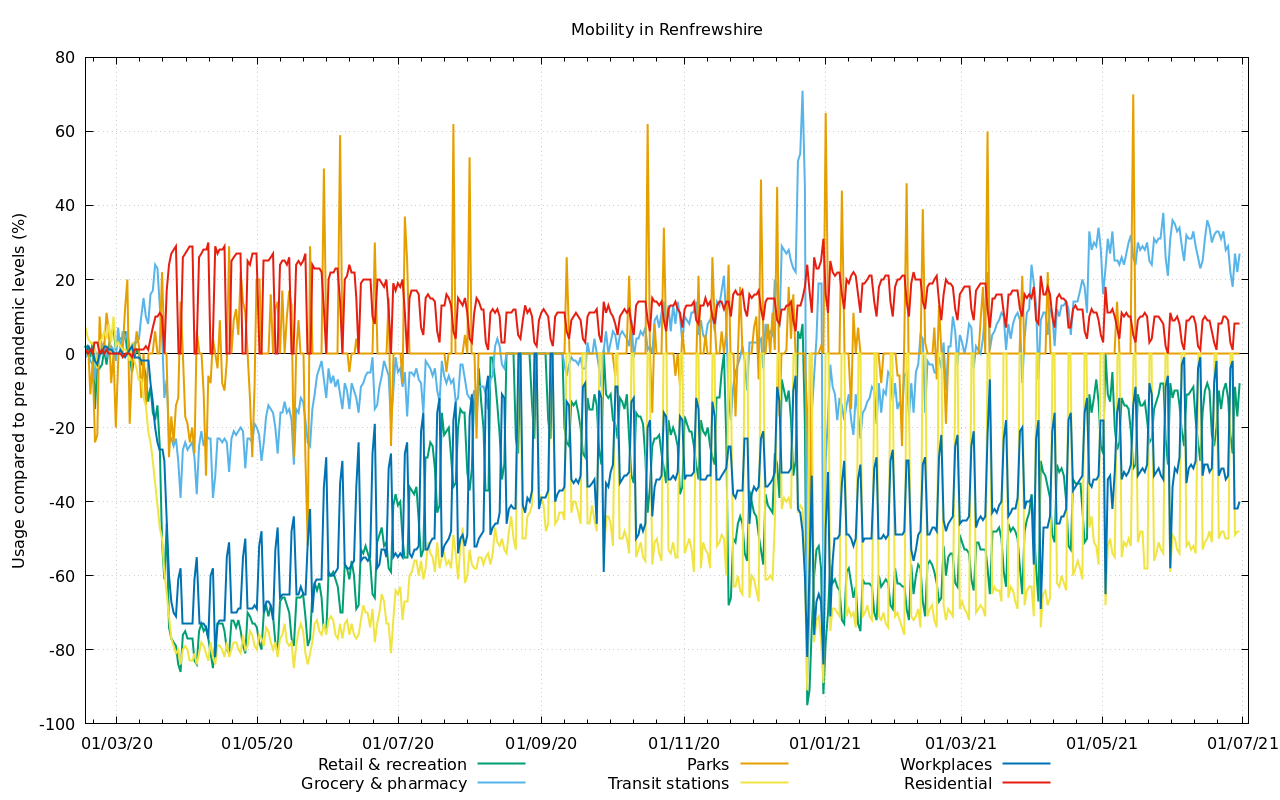 Mobility in Renfrewshire
Usage compared to pre pandemic levels (%)
80
60
40
20
0
-20
-40
-60
-80
-100
01/03/20 01/05/20 01/07/20 01/09/20 01/11/20 01/01/21 01/03/21 01/05/21 01/07/21
Retail & recreation Parks Workplaces
Grocery & pharmacy Transit stations Residential